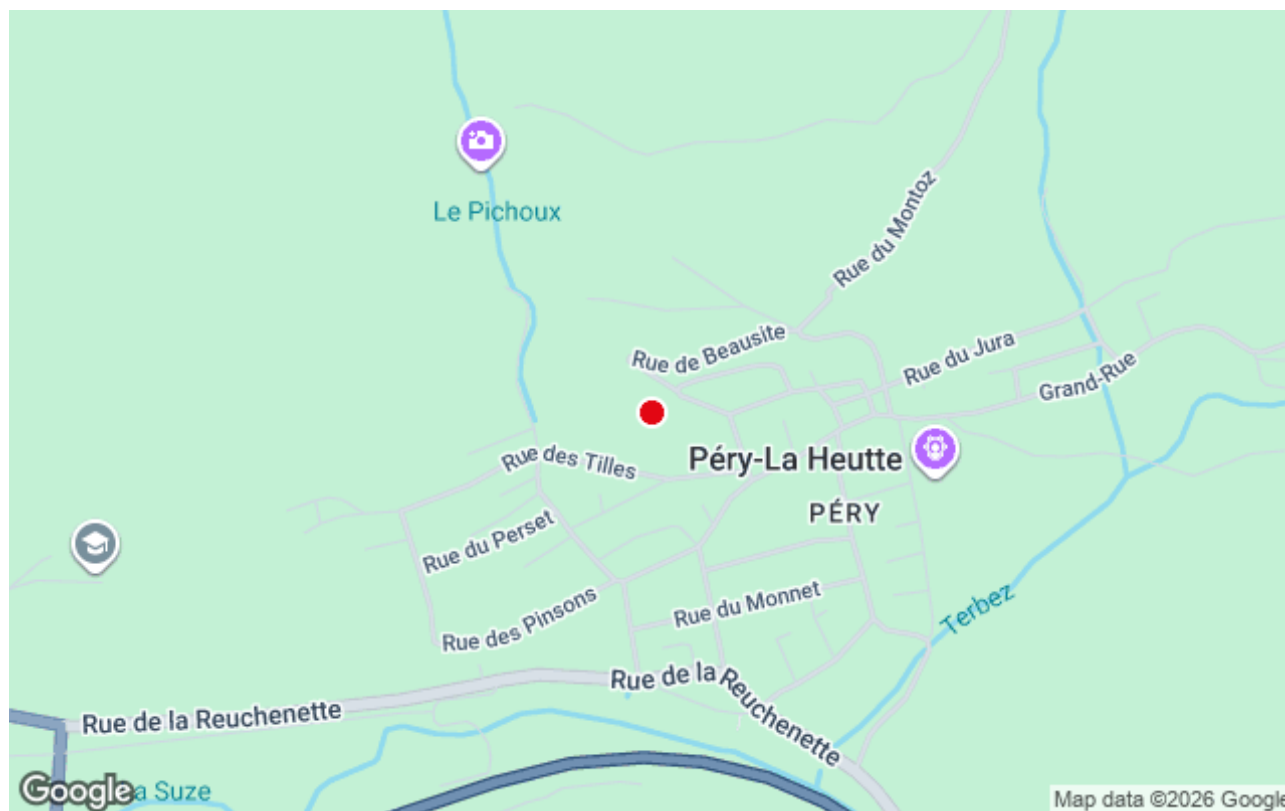 Le Pichoux
Rue du Montoz
Rue de Beausite
Rue du Jura
Grand-Rue
Péry-La Heutte
Rue des Tilles
PÉRY
Rue du Perset
Rue des Pinsons
Rue du Monnet
Terbez
Rue de la Reuchenette
Rue de la Reuchenette
Google
a Suze
Map data ©2026 Google